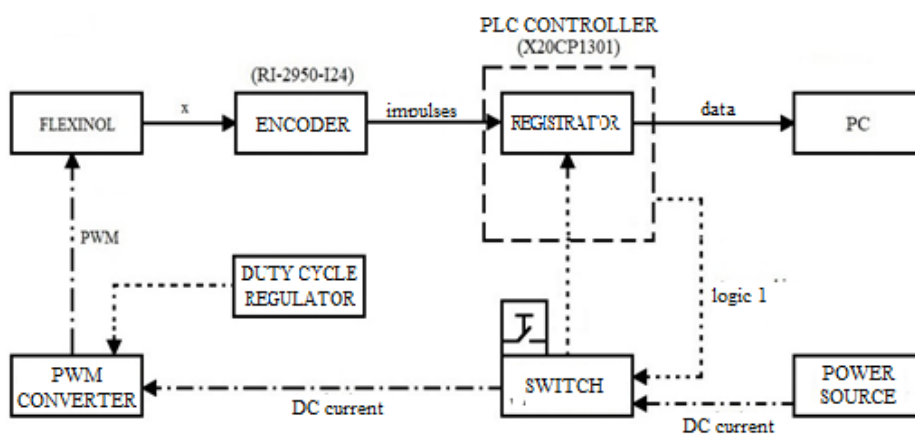 PLC CONTROLLER
(X20CP1301)
(RI-2950-I24)
FLEXINOL
x
ENCODER
impulses
REGISTRATOR
data
PC
PWM
DUTY CYCLE
REGULATOR
logic 1
PWM
CONVERTER
DC current
SWITCH
DC current
POWER
SOURCE